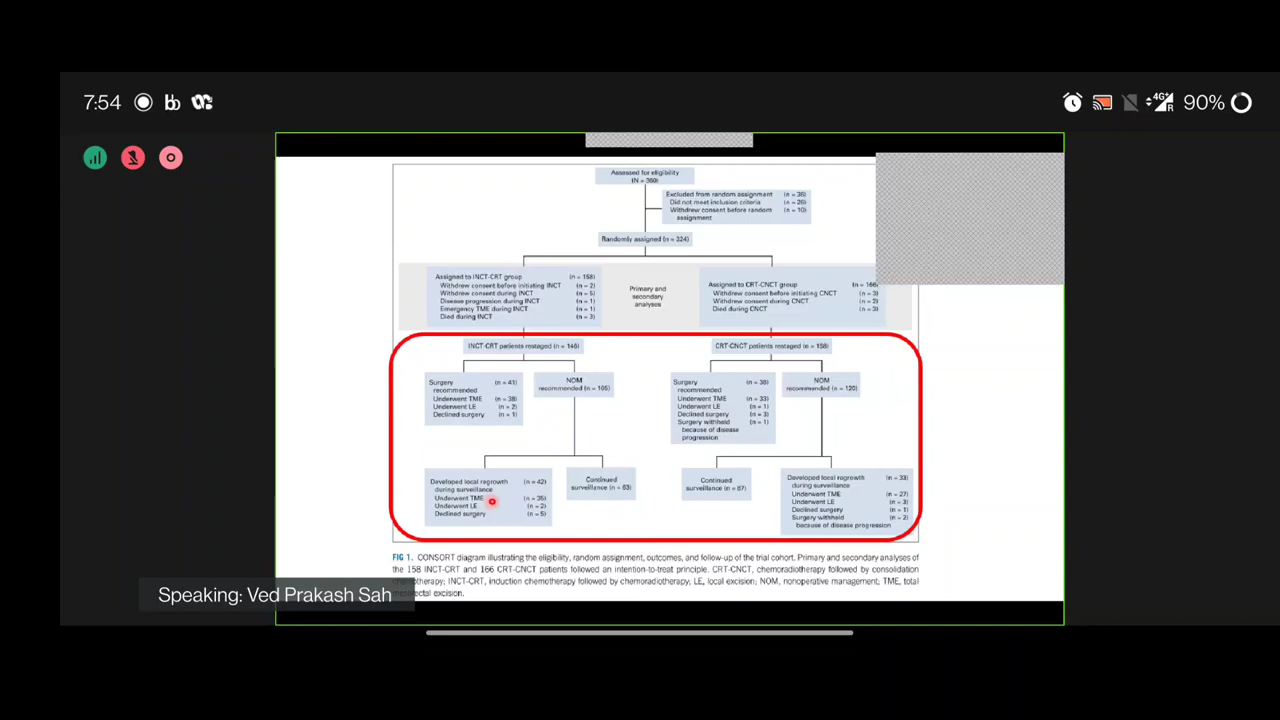 7:54
4G+
R
90%
Assessed for eligibility
(N = 360)
Excluded from random assignment (n = 36)
Did not meet inclusion criteria (n = 26)
Withdrew consent before random (n = 10)
assignment
Randomly assigned (n = 324)
Assigned to INCT-CRT group (n = 158)
Withdrew consent before initiating INCT (n = 2)
Withdrew consent during INCT (n = 5)
Disease progression during INCT (n = 1)
Emergency TME during INCT (n = 1)
Died during INCT (n = 3)
Primary and
secondary
analyses
Assigned to CRT-CNCT group (n = 166)
Withdrew consent before initiating CNCT (n = 3)
Withdrew consent during CNCT (n = 2)
Died during CNCT (n = 3)
INCT-CRT patients restaged (n = 146)
CRT-CNCT patients restaged (n = 158)
Surgery (n = 41)
recommended
Underwent TME (n = 38)
Underwent LE (n = 2)
Declined surgery (n = 1)
NOM
recommended (n = 105)
Surgery (n = 38)
recommended
Underwent TME (n = 33)
Underwent LE (n = 1)
Declined surgery (n = 3)
Surgery withheld (n = 1)
because of disease
progression
NOM
recommended (n = 120)
Developed local regrowth (n = 42)
during surveillance
Underwent TME (n = 35)
Underwent LE (n = 2)
Declined surgery (n = 5)
Continued
surveillance (n = 63)
Continued
surveillance (n = 87)
Developed local regrowth (n = 33)
during surveillance
Underwent TME (n = 27)
Underwent LE (n = 3)
Declined surgery (n = 1)
Surgery withheld (n = 2)
because of disease progression
FIG 1. CONSORT diagram illustrating the eligibility, random assignment, outcomes, and follow-up of the trial cohort. Primary and secondary analyses of
the 158 INCT-CRT and 166 CRT-CNCT patients followed an intention-to-treat principle. CRT-CNCT, chemoradiotherapy followed by consolidation
chemotherapy; INCT-CRT, induction chemotherapy followed by chemoradiotherapy; LE, local excision; NOM, nonoperative management; TME, total
mesorectal excision.
Speaking: Ved Prakash Sah